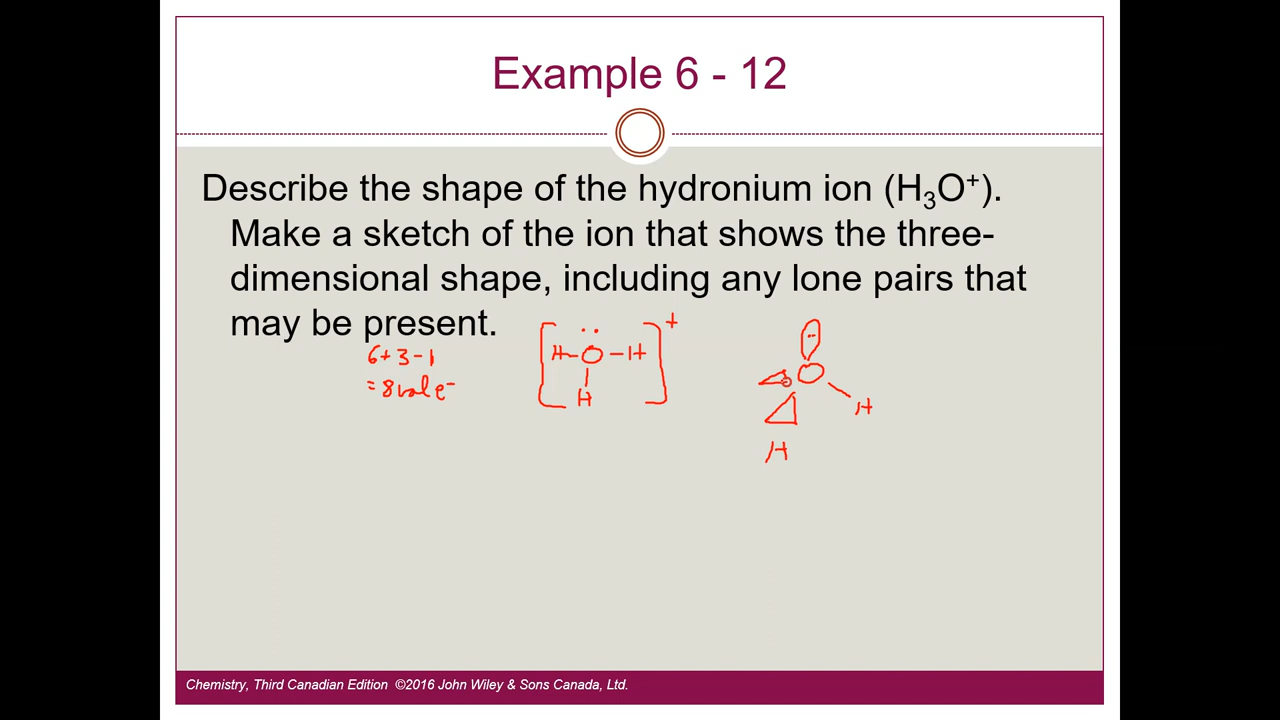 Example 6 - 12
Describe the shape of the hydronium ion (H₃O⁺).
Make a sketch of the ion that shows the three-
dimensional shape, including any lone pairs that
may be present.
6+3-1
= 8 val e⁻
[H-O-H]⁺
H
O
H
H
Chemistry, Third Canadian Edition ©2016 John Wiley & Sons Canada, Ltd.